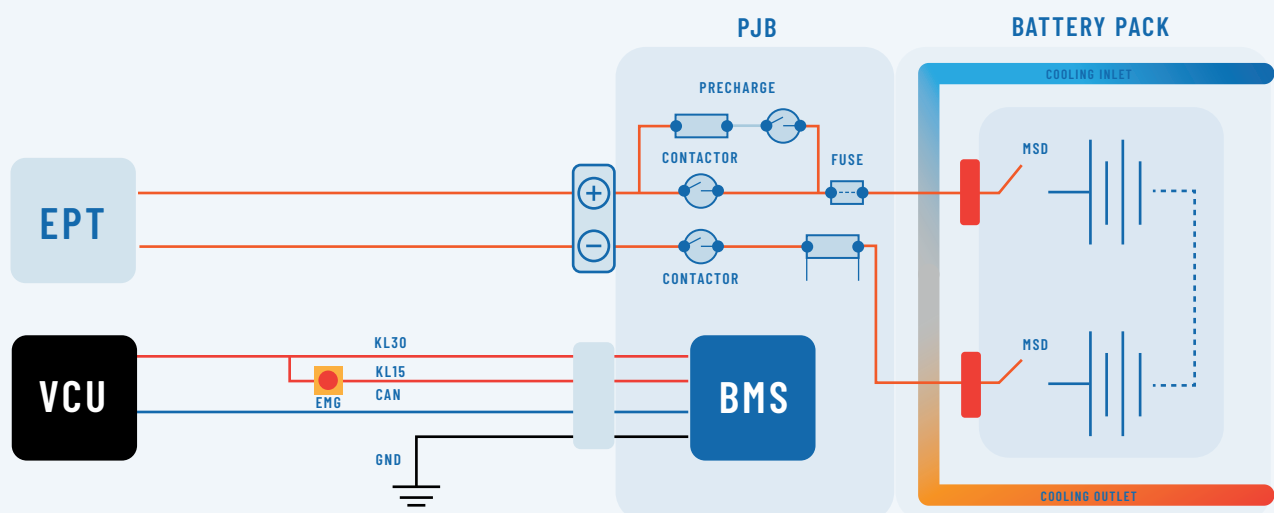 PJB
BATTERY PACK
COOLING INLET
PRECHARGE
CONTACTOR
FUSE
MSD
EPT
+
−
CONTACTOR
VCU
KL30
KL15
CAN
EMG
GND
BMS
MSD
COOLING OUTLET